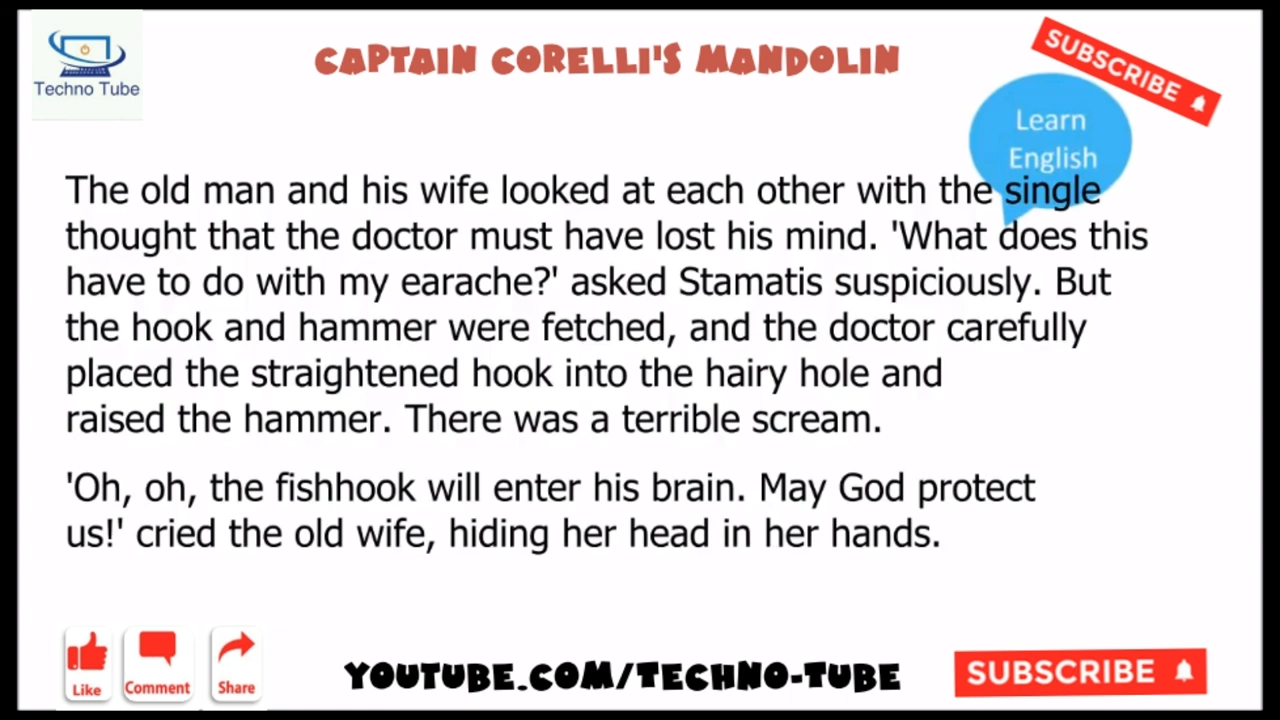 CAPTAIN CORELLI'S MANDOLIN
SUBSCRIBE
Techno Tube
Learn
English
The old man and his wife looked at each other with the single
thought that the doctor must have lost his mind. 'What does this
have to do with my earache?' asked Stamatis suspiciously. But
the hook and hammer were fetched, and the doctor carefully
placed the straightened hook into the hairy hole and
raised the hammer. There was a terrible scream.
'Oh, oh, the fishhook will enter his brain. May God protect
us!' cried the old wife, hiding her head in her hands.
Like
Comment
Share
YOUTUBE.COM/TECHNO-TUBE
SUBSCRIBE